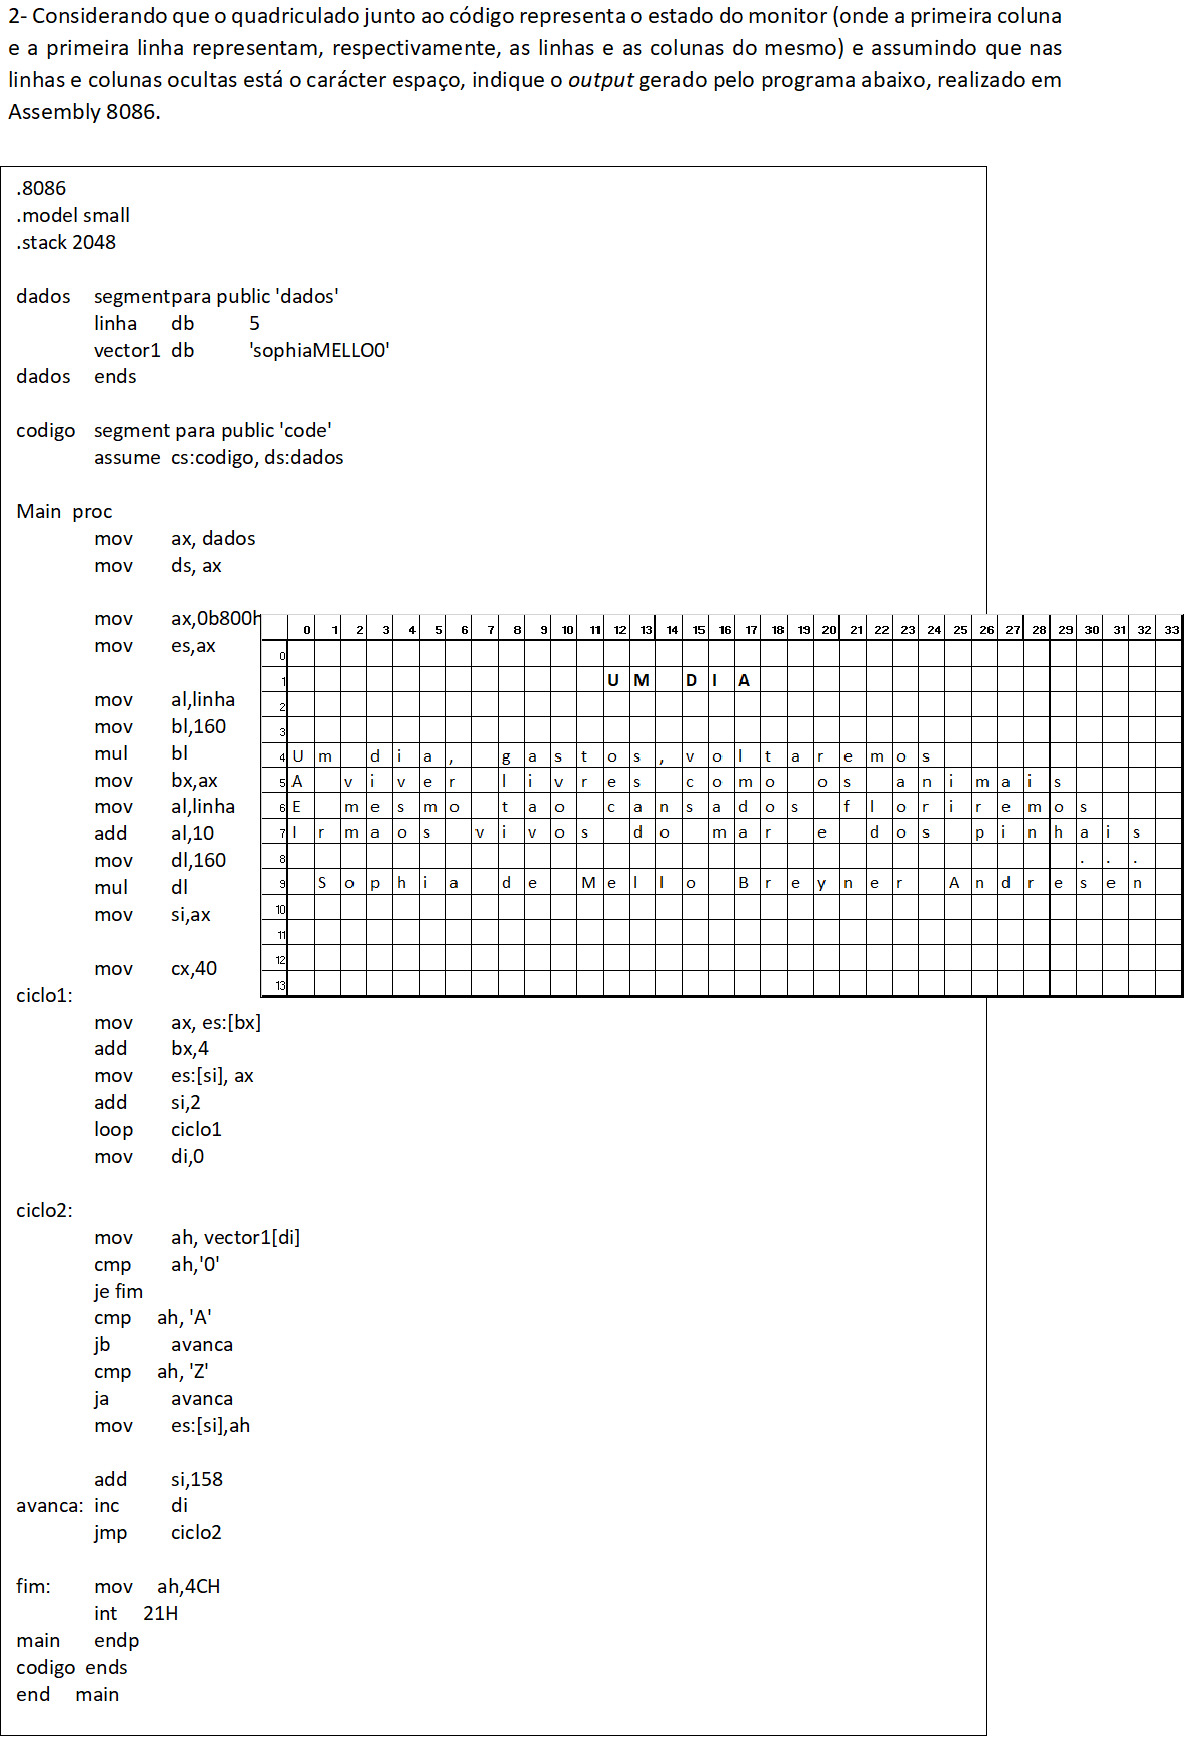 2- Considerando que o quadriculado junto ao código representa o estado do monitor (onde a primeira coluna
e a primeira linha representam, respectivamente, as linhas e as colunas do mesmo) e assumindo que nas
linhas e colunas ocultas está o carácter espaço, indique o output gerado pelo programa abaixo, realizado em
Assembly 8086.
.8086
.model small
.stack 2048
dados segmentpara public 'dados'
linha db 5
vector1 db 'sophiaMELLO0'
dados ends
codigo segment para public 'code'
assume cs:codigo, ds:dados
Main proc
mov ax, dados
mov ds, ax
mov ax,0b800h
mov es,ax
mov al,linha
mov bl,160
mul bl
mov bx,ax
mov al,linha
add al,10
mov dl,160
mul dl
mov si,ax
mov cx,40
ciclo1:
0 1 2 3 4 5 6 7 8 9 10 11 12 13 14 15 16 17 18 19 20 21 22 23 24 25 26 27 28 29 30 31 32 33
0
1 U M D I A
2
3
4 U m d i a , g a s t o s , v o l t a r e m o s
5 A v i v e r l i v r e s c o m o o s a n i m a i s
6 E m e s m o t a o c a n s a d o s f l o r i r e m o s
7 I r m a o s v i v o s d o m a r e d o s p i n h a i s
8 . . .
9 S o p h i a d e M e l l o B r e y n e r A n d r e s e n
10
11
12
13
mov ax, es:[bx]
add bx,4
mov es:[si], ax
add si,2
loop ciclo1
mov di,0
ciclo2:
mov ah, vector1[di]
cmp ah,'0'
je fim
cmp ah, 'A'
jb avanca
cmp ah, 'Z'
ja avanca
mov es:[si],ah
add si,158
avanca: inc di
jmp ciclo2
fim: mov ah,4CH
int 21H
main endp
codigo ends
end main